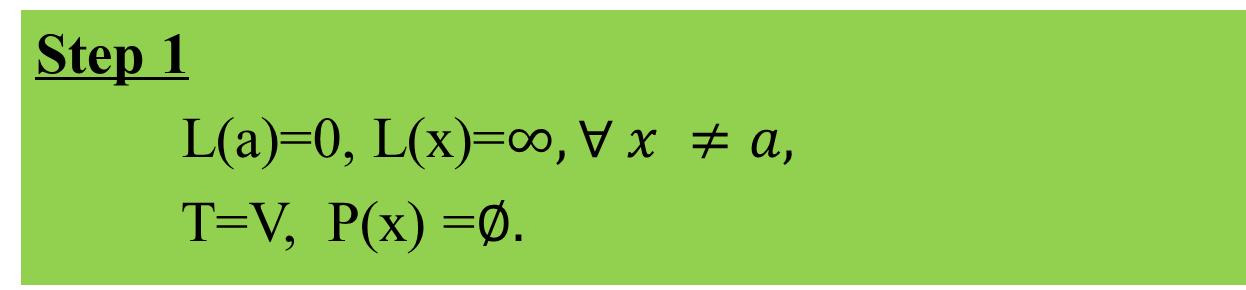 Step 1
L(a)=0, L(x)=∞, ∀ x ≠ a,
T=V, P(x) =∅.